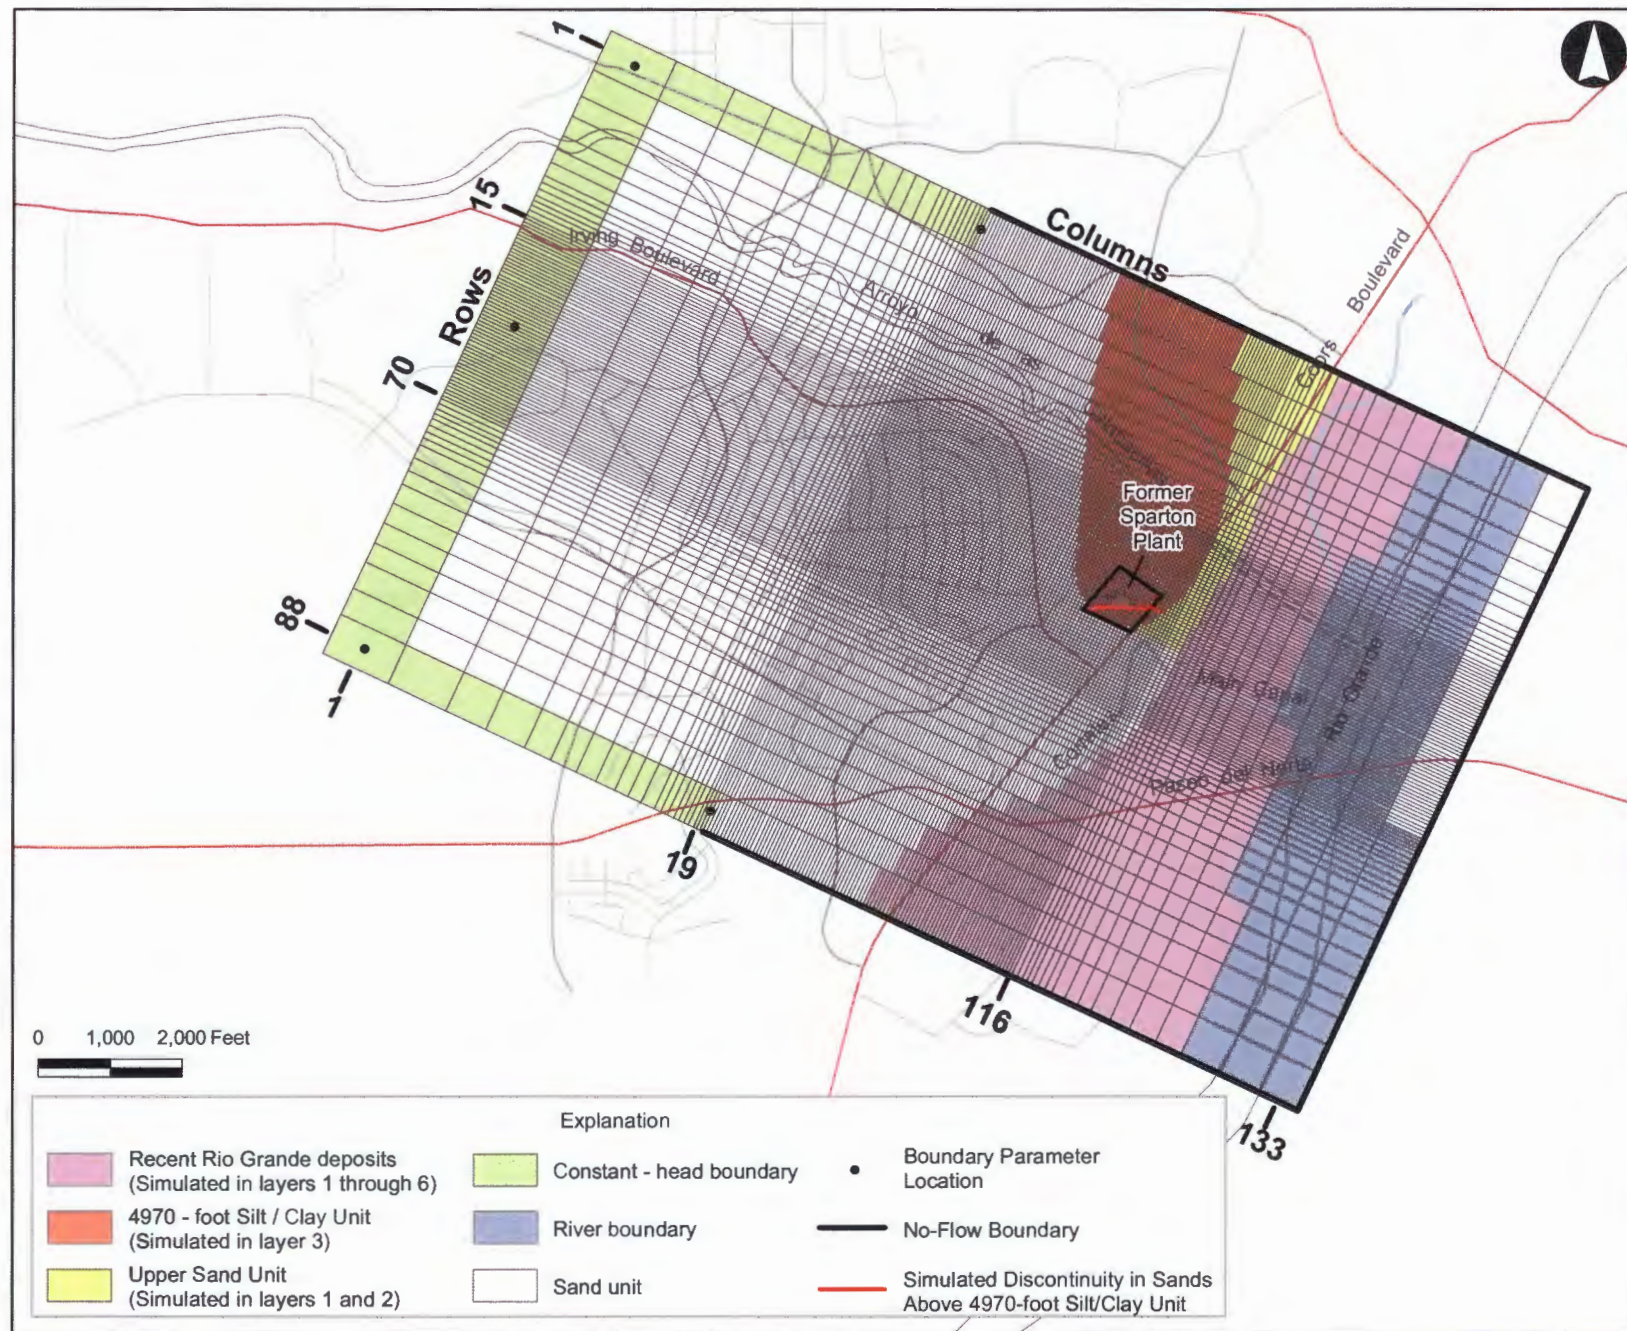 1
15
Rows
70
88
1
19
116
133
Columns
Irving Boulevard
Arroyo
de
las
Coors
Boulevard
Former
Sparton
Plant
Main Canal
Rio Grande
Corrales
Paseo del Norte
0 1,000 2,000 Feet
Explanation
Recent Rio Grande deposits
(Simulated in layers 1 through 6)
4970 - foot Silt / Clay Unit
(Simulated in layer 3)
Upper Sand Unit
(Simulated in layers 1 and 2)
Constant - head boundary
River boundary
Sand unit
Boundary Parameter
Location
No-Flow Boundary
Simulated Discontinuity in Sands
Above 4970-foot Silt/Clay Unit